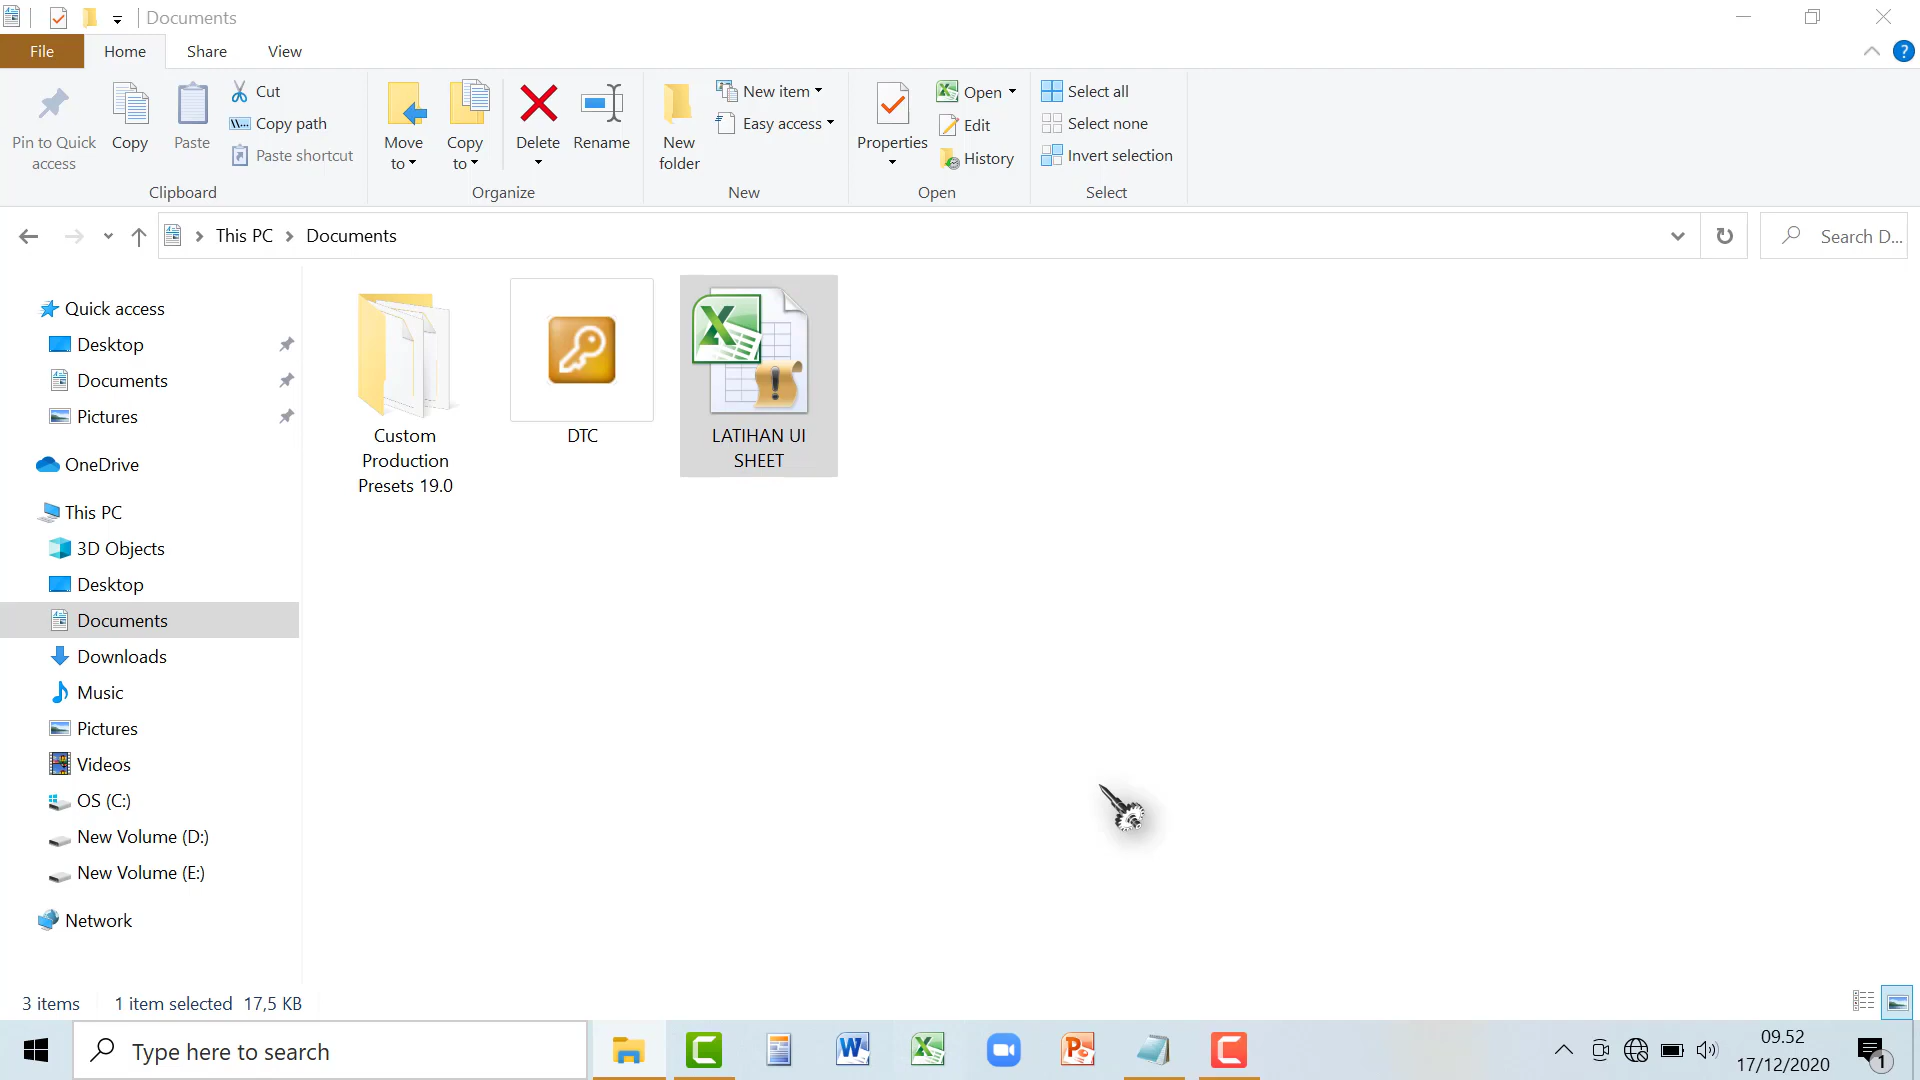 Documents
File
Home
Share
View
Pin to Quick
access
Copy
Paste
Cut
Copy path
Paste shortcut
Clipboard
Move
to
Copy
to
Delete
Rename
Organize
New
folder
New item
Easy access
New
Properties
Open
Edit
History
Open
Select all
Select none
Invert selection
Select
This PC
Documents
Search D...
Quick access
Desktop
Documents
Pictures
OneDrive
This PC
3D Objects
Desktop
Documents
Downloads
Music
Pictures
Videos
OS (C:)
New Volume (D:)
New Volume (E:)
Network
Custom
Production
Presets 19.0
DTC
LATIHAN UI
SHEET
3 items
1 item selected 17,5 KB
Type here to search
09.52
17/12/2020
1